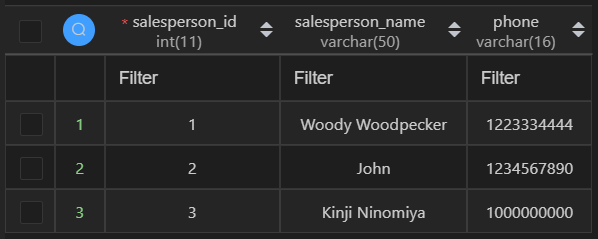 * salesperson_id salesperson_name phone
int(11) varchar(50) varchar(16)
Filter Filter Filter
1 1 Woody Woodpecker 1223334444
2 2 John 1234567890
3 3 Kinji Ninomiya 1000000000